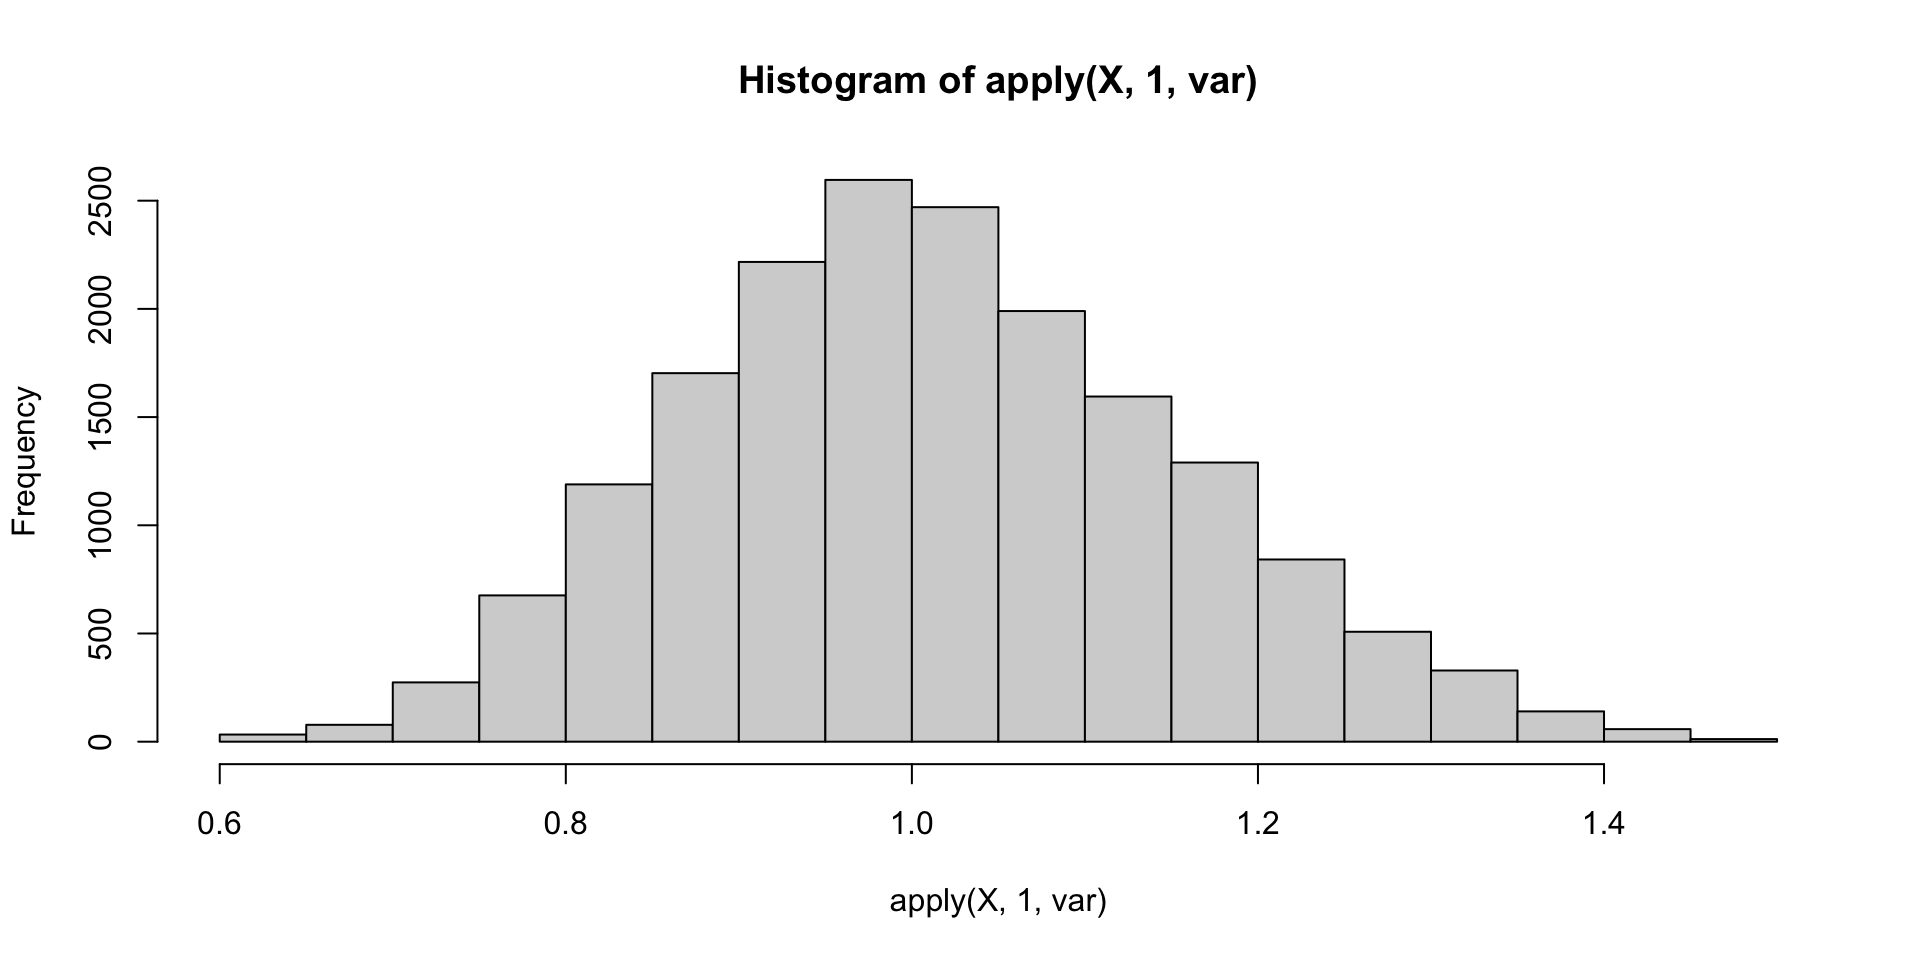 Histogram of apply(X, 1, var)
Frequency
2500
2000
1500
1000
500
0
0.6 0.8 1.0 1.2 1.4
apply(X, 1, var)